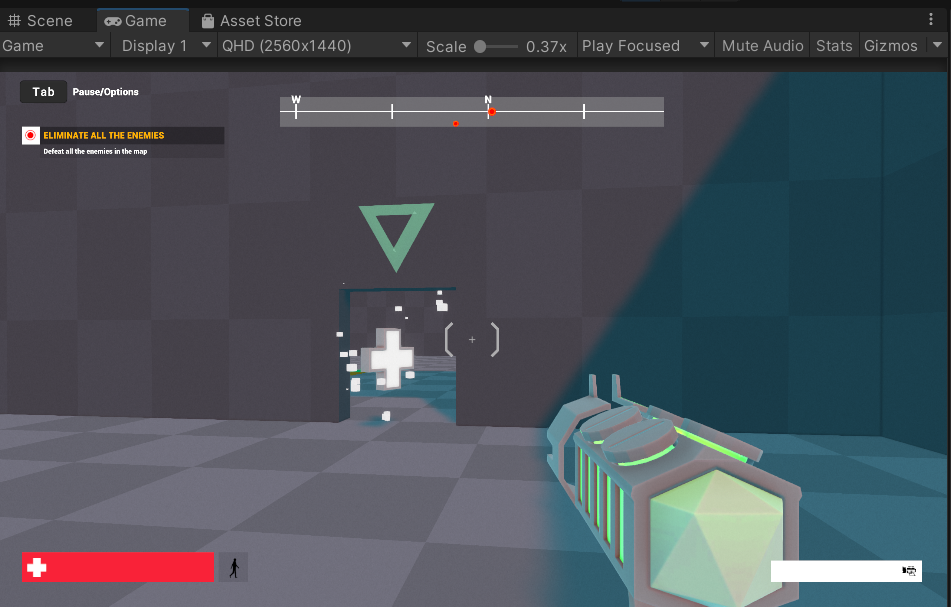 Scene
Game
Asset Store
Game
Display 1
QHD (2560x1440)
Scale
0.37x
Play Focused
Mute Audio
Stats
Gizmos
Tab
Pause/Options
W
N
ELIMINATE ALL THE ENEMIES
Defeat all the enemies in the map